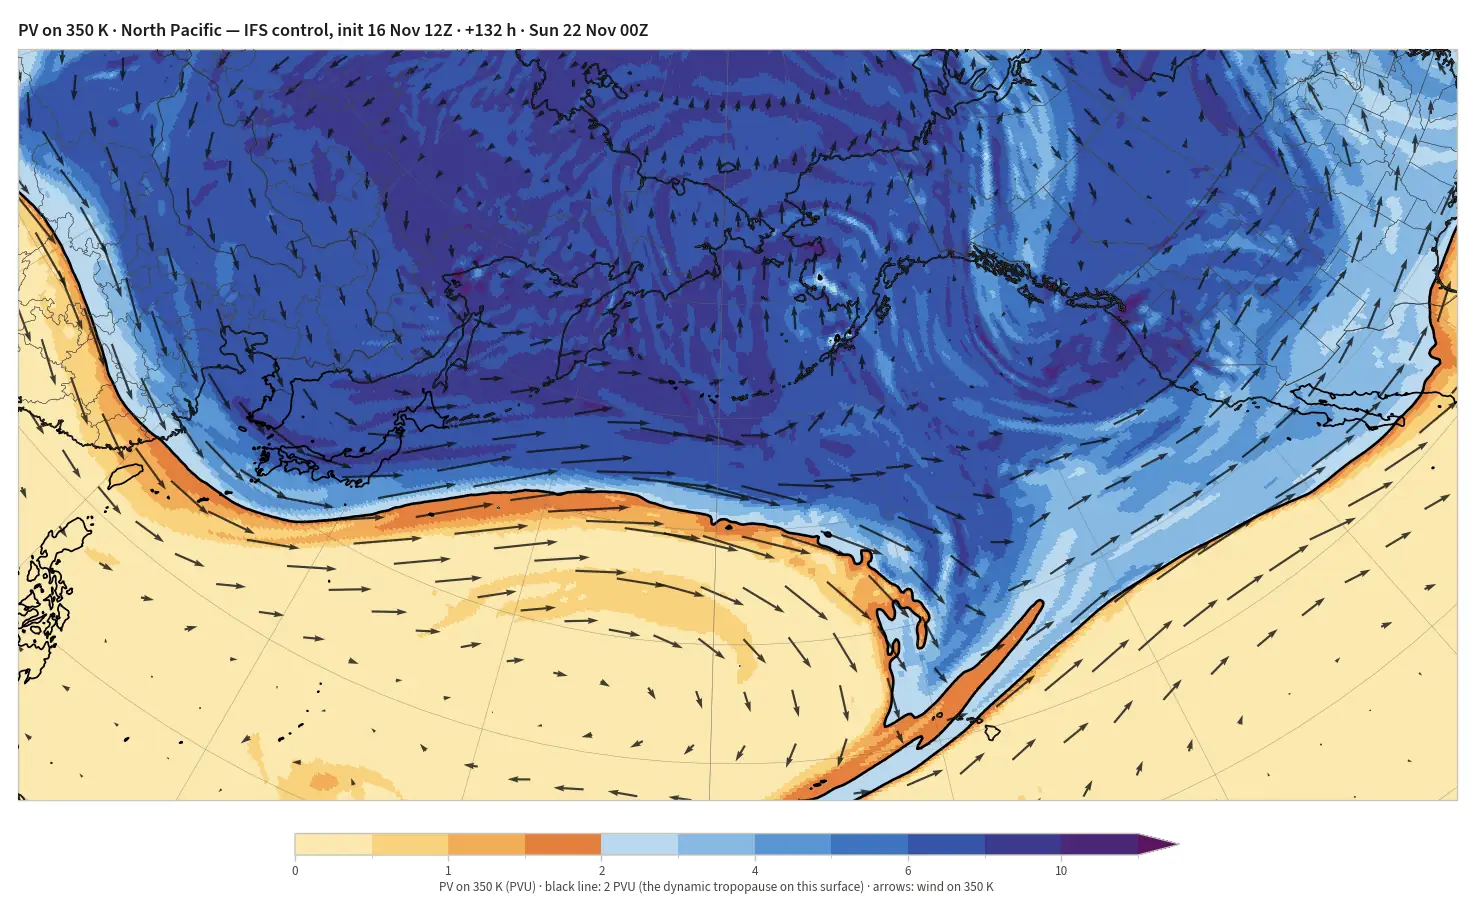 PV on 350 K · North Pacific — IFS control, init 16 Nov 12Z · +132 h · Sun 22 Nov 00Z
0 1 2 4 6 10
PV on 350 K (PVU) · black line: 2 PVU (the dynamic tropopause on this surface) · arrows: wind on 350 K